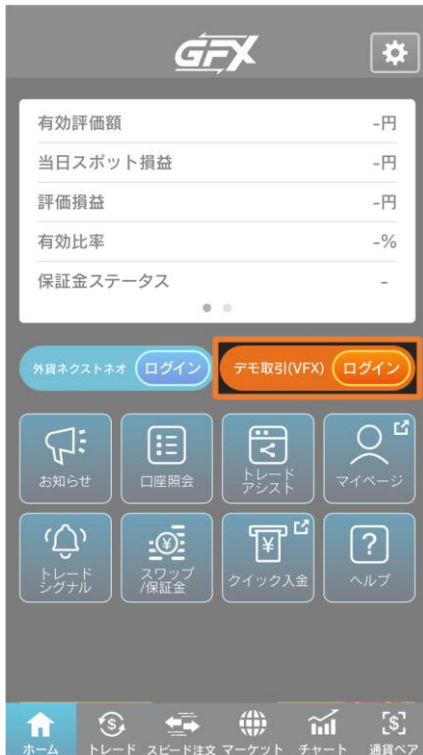 GFX
有効評価額 -円
当日スポット損益 -円
評価損益 -円
有効比率 -%
保証金ステータス -
外貨ネクストネオ ログイン デモ取引(VFX) ログイン
お知らせ 口座照会 トレード アシスト マイページ
トレード シグナル スワップ /保証金 クイック入金 ヘルプ
ホーム トレード スピード注文 マーケット チャート 通貨ペア